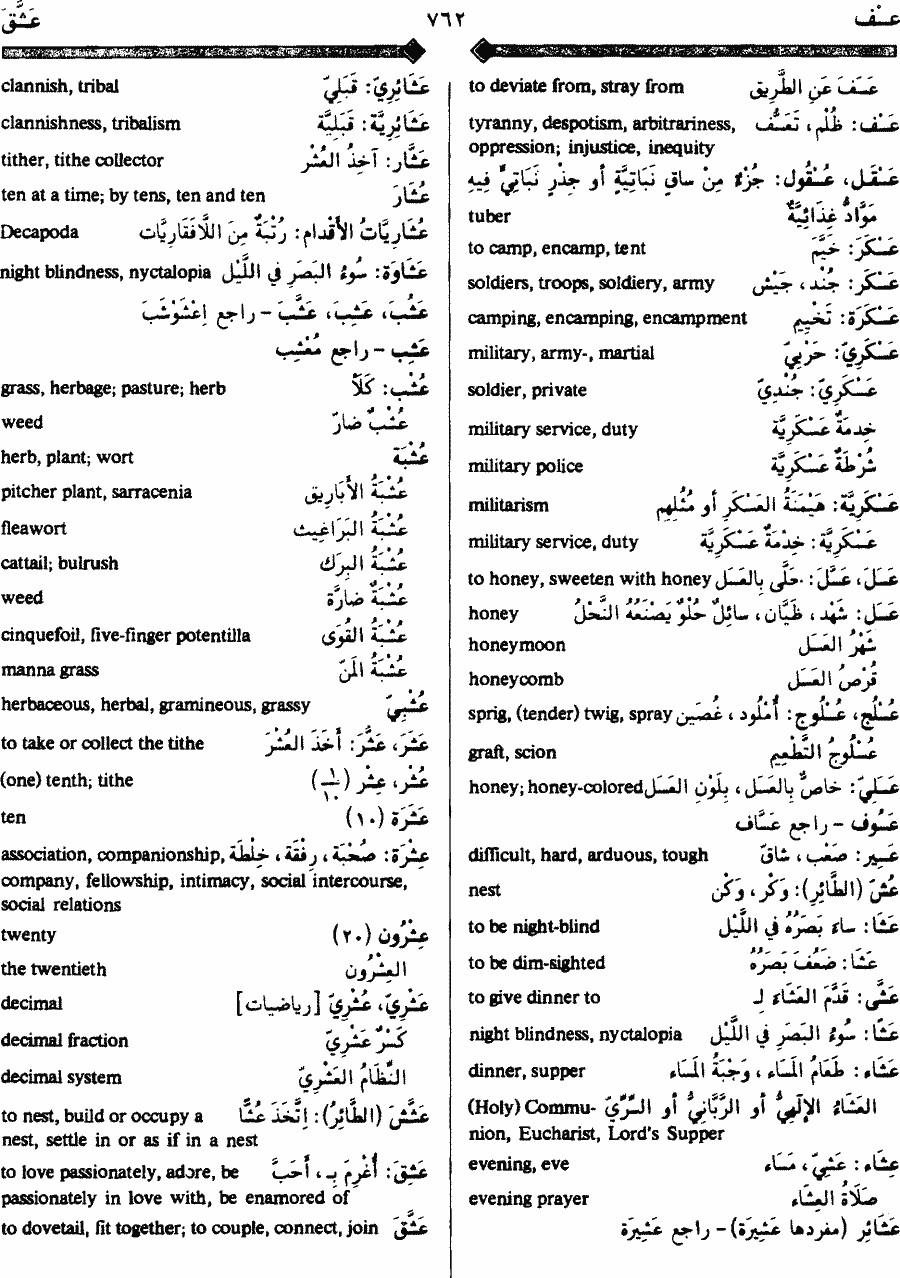 عسف
٧٦٢
عشق
عَسَفَ عَنِ الطَّرِيق to deviate from, stray from
عَسْف: ظُلْم، تَعَسُّف tyranny, despotism, arbitrariness,
oppression; injustice, inequity
عَسْقَل، عُسْقُول: جُزْءٌ مِنْ ساقٍ نَبَاتِيَّةٍ أو جِذْرٍ نَبَاتِيٍّ فِيهِ
مَوَّادٌّ غِذَائِيَّةٌ tuber
عَسْكَرَ: خَيَّمَ to camp, encamp, tent
عَسْكَر: جُنْد، جَيْش soldiers, troops, soldiery, army
عَسْكَرَة: تَخْيِيم camping, encamping, encampment
عَسْكَرِيّ: حَرْبِيّ military, army-, martial
عَسْكَرِيّ: جُنْدِيّ soldier, private
خِدمَةٌ عَسْكَرِيَّة military service, duty
شُرْطَةٌ عَسْكَرِيَّة military police
عَسْكَرِيَّة: هَيْمَنَةُ العَسْكَرِ أو مُثُلِهِم militarism
عَسْكَرِيَّة: خِدْمَةٌ عَسْكَرِيَّة military service, duty
عَسَلَ، عَسَّلَ: حَلَّى بِالعَسَل to honey, sweeten with honey
عَسَل: شَهْد، ظَيَّان، سائِلٌ حُلْوٌ يَصْنَعُهُ النَّحْلُ honey
شَهْرُ العَسَل honeymoon
قُرْصُ العَسَل honeycomb
عُسْلُج، عُسْلُوج: أُمْلُود، غُصَيْن sprig, (tender) twig, spray
عُسْلُوجُ التَّطْعِيم graft, scion
عَسَلِيّ: خاصٌّ بِالعَسَل، بِلَوْنِ العَسَل honey; honey-colored
عَسُوف – راجع عَسَّاف
عَسِير: صَعْب، شاقّ difficult, hard, arduous, tough
عُشّ (الطَّائِرِ): وَكْر، وَكْن nest
عَشَا: سَاءَ بَصَرُهُ فِي اللَّيْل to be night-blind
عَشَا: ضَعُفَ بَصَرُهُ to be dim-sighted
عَشَّى: قَدَّمَ العَشَاءَ لِـ to give dinner to
عَشًا: سُوءُ البَصَرِ فِي اللَّيْل night blindness, nyctalopia
عَشَاء: طَعَامُ المَسَاء، وَجْبَةُ المَسَاء dinner, supper
العَشَاءُ الإلَهِيُّ أو الرَّبَّانِيُّ أو السِّرِّيّ (Holy) Commu-
nion, Eucharist, Lord's Supper
عِشَاء: عَشِيّ، مَسَاء evening, eve
صَلَاةُ العِشَاء evening prayer
عَشَائِر (مفردها عَشِيرَة) – راجع عَشِيرَة
عَشَائِرِيّ: قَبَلِيّ clannish, tribal
عَشَائِرِيَّة: قَبَلِيَّة clannishness, tribalism
عَشَّار: آخِذُ العُشْر tither, tithe collector
عُشَارَ ten at a time; by tens, ten and ten
عُشَارِيَّاتُ الأَقْدام: رُتْبَةٌ مِنَ اللَّافَقَارِيَّات Decapoda
عَشَاوَة: سُوءُ البَصَرِ فِي اللَّيْل night blindness, nyctalopia
عَشُبَ، عَشِبَ، عَشَّبَ – راجع اِعْشَوْشَبَ
عَشِب – راجع مُعْشِب
عُشْب: كَلَأ grass, herbage; pasture; herb
عُشْبٌ ضارّ weed
عُشْبَة herb, plant; wort
عُشْبَةُ الأَبَارِيق pitcher plant, sarracenia
عُشْبَةُ البَرَاغِيث fleawort
عُشْبَةُ البِرَك cattail; bulrush
عُشْبَةٌ ضارَّة weed
عُشْبَةُ القُوَى cinquefoil, five-finger potentilla
عُشْبَةُ المَنّ manna grass
عُشْبِيّ herbaceous, herbal, gramineous, grassy
عَشَرَ، عَشَّرَ: أَخَذَ العُشْرَ to take or collect the tithe
عُشْر، عِشْر (١/١٠) (one) tenth; tithe
عَشَرَة (١٠) ten
عِشْرَة: صُحْبَة، رِفْقَة، خِلْطَة association, companionship,
company, fellowship, intimacy, social intercourse,
social relations
عِشْرُون (٢٠) twenty
العِشْرُون the twentieth
عَشْرِيّ، عُشْرِيّ [رياضيات] decimal
كَسْرٌ عَشْرِيّ decimal fraction
النِّظَامُ العَشْرِيّ decimal system
عَشَّشَ (الطَّائِرُ): اِتَّخَذَ عُشًّا to nest, build or occupy a
nest, settle in or as if in a nest
عَشِقَ: أُغْرِمَ بِـ، أَحَبَّ to love passionately, adore, be
passionately in love with, be enamored of
عَشَّقَ to dovetail, fit together; to couple, connect, join